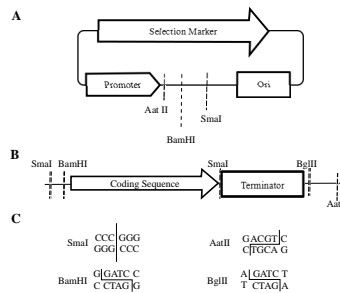 A
Selection Marker
Promoter
Ori
Aat II
SmaI
BamHI
B
SmaI BamHI
SmaI
BglII
Coding Sequence
Terminator
Aat
C
SmaI
CCC GGG
GGG CCC
AatII
GACGT C
CTGCA G
BamHI
G GATC C
C CTAG G
BglII
A GATC T
T CTAG A